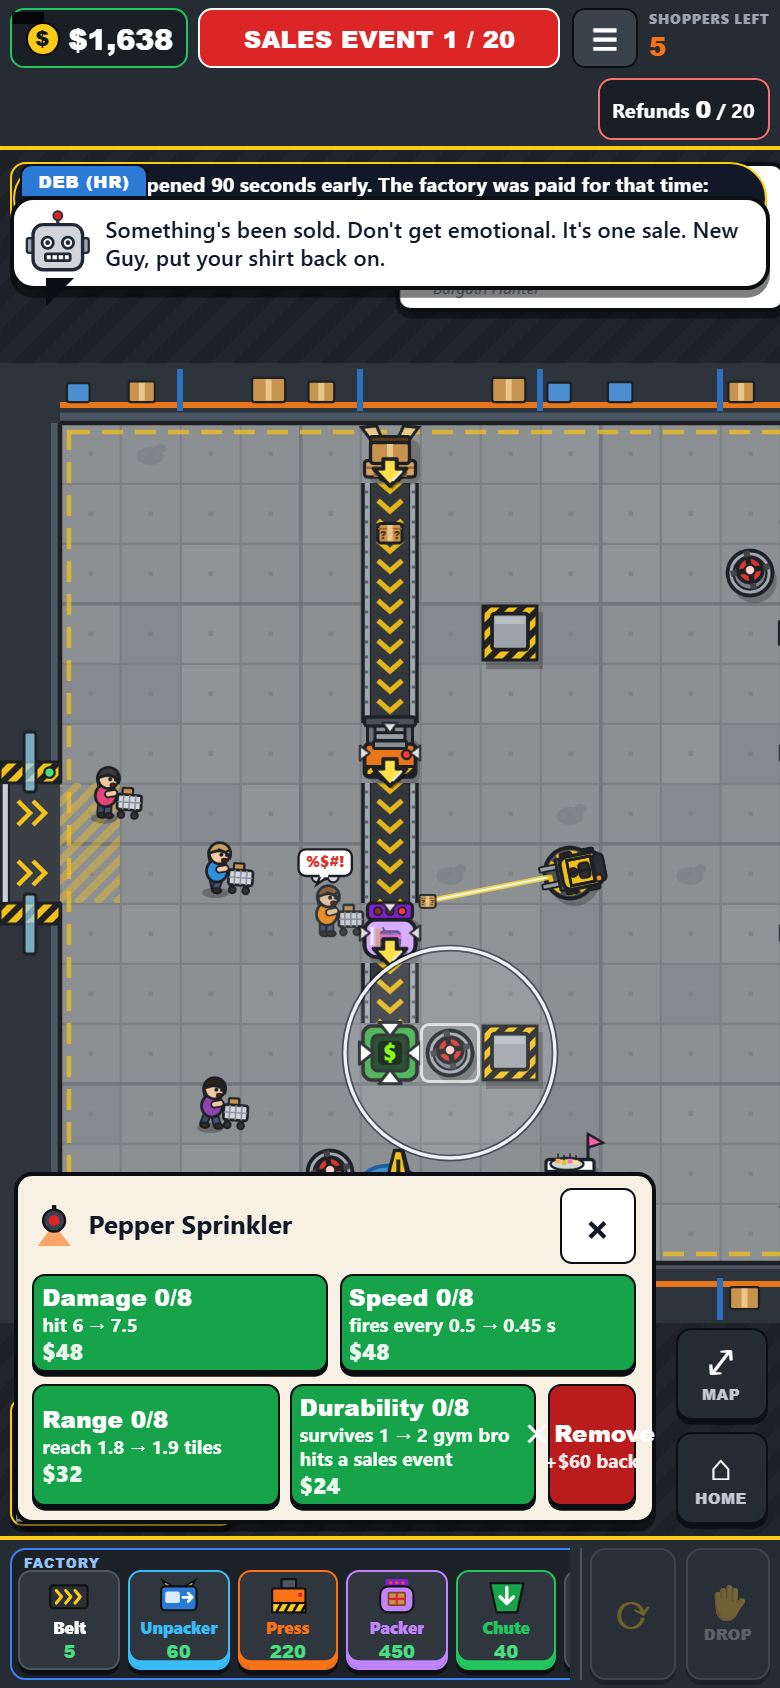 $1,638
SALES EVENT 1 / 20
SHOPPERS LEFT
5
Refunds 0 / 20
DEB (HR)
pened 90 seconds early. The factory was paid for that time:
Something's been sold. Don't get emotional. It's one sale. New
Guy, put your shirt back on.
Bargain Hunter
%$#!
$
Pepper Sprinkler
×
Damage 0/8
hit 6 → 7.5
$48
Speed 0/8
fires every 0.5 → 0.45 s
$48
Range 0/8
reach 1.8 → 1.9 tiles
$32
Durability 0/8
survives 1 → 2 gym bro
hits a sales event
$24
✕ Remove
+$60 back
MAP
HOME
FACTORY
Belt
5
Unpacker
60
Press
220
Packer
450
Chute
40
DROP